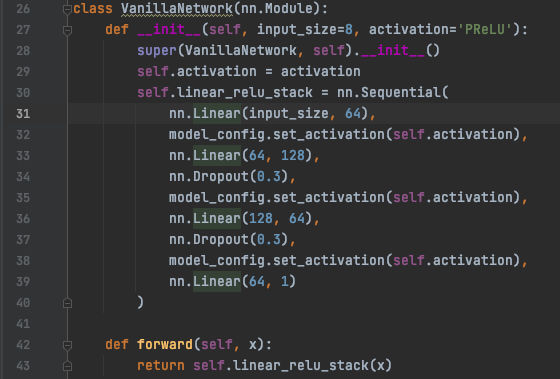 26 class VanillaNetwork(nn.Module):
27     def __init__(self, input_size=8, activation='PReLU'):
28         super(VanillaNetwork, self).__init__()
29         self.activation = activation
30         self.linear_relu_stack = nn.Sequential(
31             nn.Linear(input_size, 64),
32             model_config.set_activation(self.activation),
33             nn.Linear(64, 128),
34             nn.Dropout(0.3),
35             model_config.set_activation(self.activation),
36             nn.Linear(128, 64),
37             nn.Dropout(0.3),
38             model_config.set_activation(self.activation),
39             nn.Linear(64, 1)
40         )
41
42     def forward(self, x):
43         return self.linear_relu_stack(x)